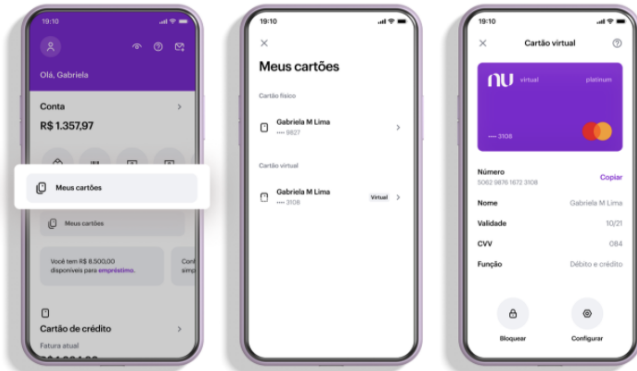 19:10
Olá, Gabriela
Conta
R$ 1.357,97
Meus cartões
Meus cartões
Você tem R$ 8.500,00
disponíveis para empréstimo.
Cartão de crédito
Fatura atual
19:10
Meus cartões
Cartão físico
Gabriela M Lima
•••• 9827
Cartão virtual
Gabriela M Lima
•••• 3108
Virtual
19:10
Cartão virtual
nu virtual platinum
•••• 3108
Número
5062 9876 1672 3108
Copiar
Nome Gabriela M Lima
Validade 10/21
CVV 084
Função Débito e crédito
Bloquear Configurar